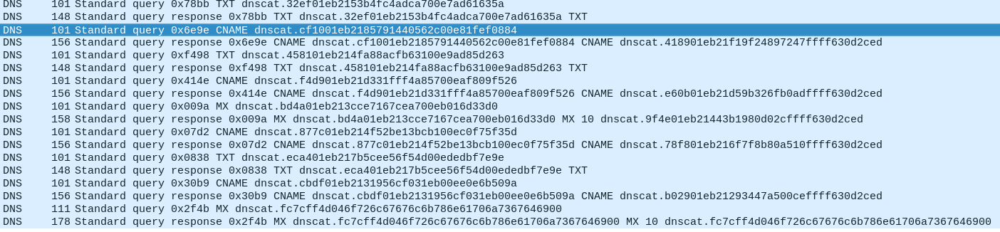 DNS 101 Standard query 0x78bb TXT dnscat.32ef01eb2153b4fc4adca700e7ad61635a
DNS 148 Standard query response 0x78bb TXT dnscat.32ef01eb2153b4fc4adca700e7ad61635a TXT
DNS 101 Standard query 0x6e9e CNAME dnscat.cf1001eb2185791440562c00e81fef0884
DNS 156 Standard query response 0x6e9e CNAME dnscat.cf1001eb2185791440562c00e81fef0884 CNAME dnscat.418901eb21f19f24897247ffff630d2ced
DNS 101 Standard query 0xf498 TXT dnscat.458101eb214fa88acfb63100e9ad85d263
DNS 148 Standard query response 0xf498 TXT dnscat.458101eb214fa88acfb63100e9ad85d263 TXT
DNS 101 Standard query 0x414e CNAME dnscat.f4d901eb21d331fff4a85700eaf809f526
DNS 156 Standard query response 0x414e CNAME dnscat.f4d901eb21d331fff4a85700eaf809f526 CNAME dnscat.e60b01eb21d59b326fb0adffff630d2ced
DNS 101 Standard query 0x009a MX dnscat.bd4a01eb213cce7167cea700eb016d33d0
DNS 158 Standard query response 0x009a MX dnscat.bd4a01eb213cce7167cea700eb016d33d0 MX 10 dnscat.9f4e01eb21443b1980d02cffff630d2ced
DNS 101 Standard query 0x07d2 CNAME dnscat.877c01eb214f52be13bcb100ec0f75f35d
DNS 156 Standard query response 0x07d2 CNAME dnscat.877c01eb214f52be13bcb100ec0f75f35d CNAME dnscat.78f801eb216f7f8b80a510ffff630d2ced
DNS 101 Standard query 0x0838 TXT dnscat.eca401eb217b5cee56f54d00ededbf7e9e
DNS 148 Standard query response 0x0838 TXT dnscat.eca401eb217b5cee56f54d00ededbf7e9e TXT
DNS 101 Standard query 0x30b9 CNAME dnscat.cbdf01eb2131956cf031eb00ee0e6b509a
DNS 156 Standard query response 0x30b9 CNAME dnscat.cbdf01eb2131956cf031eb00ee0e6b509a CNAME dnscat.b02901eb21293447a500ceffff630d2ced
DNS 111 Standard query 0x2f4b MX dnscat.fc7cff4d046f726c67676c6b786e61706a7367646900
DNS 178 Standard query response 0x2f4b MX dnscat.fc7cff4d046f726c67676c6b786e61706a7367646900 MX 10 dnscat.fc7cff4d046f726c67676c6b786e61706a7367646900